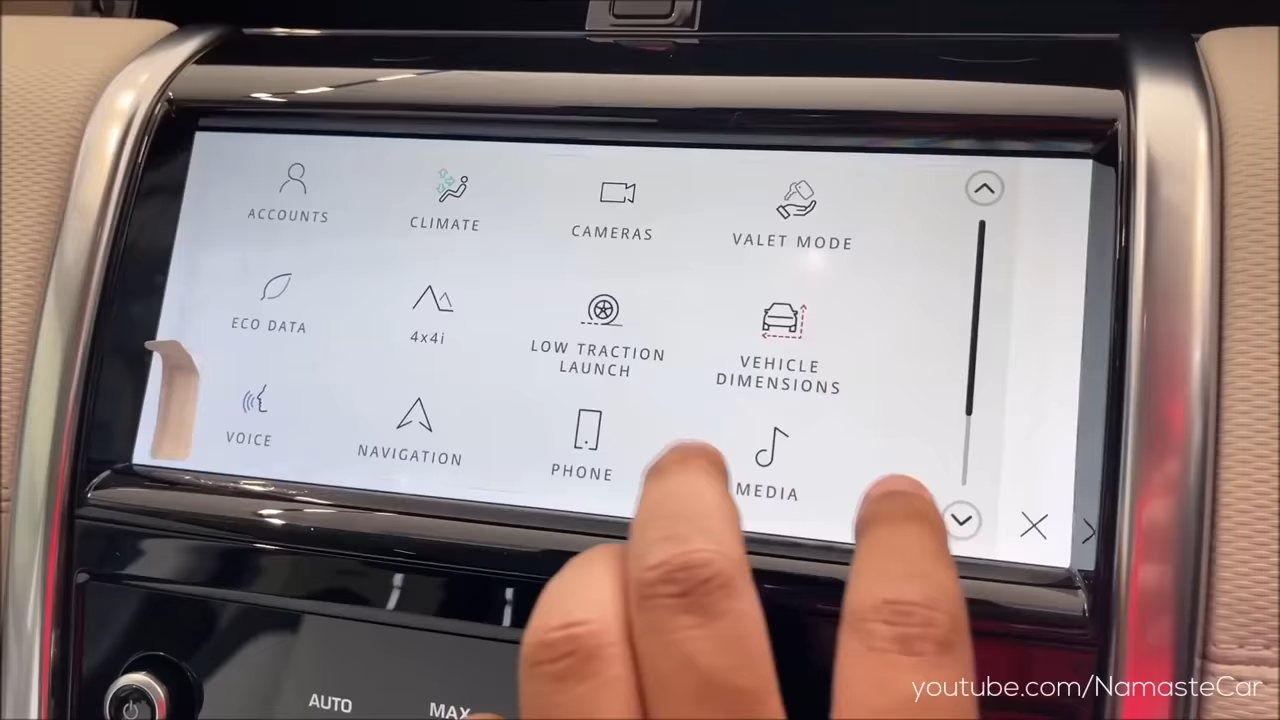 ACCOUNTS
CLIMATE
CAMERAS
VALET MODE
ECO DATA
4x4i
LOW TRACTION
LAUNCH
VEHICLE
DIMENSIONS
VOICE
NAVIGATION
PHONE
MEDIA
AUTO
MAX
youtube.com/NamasteCar